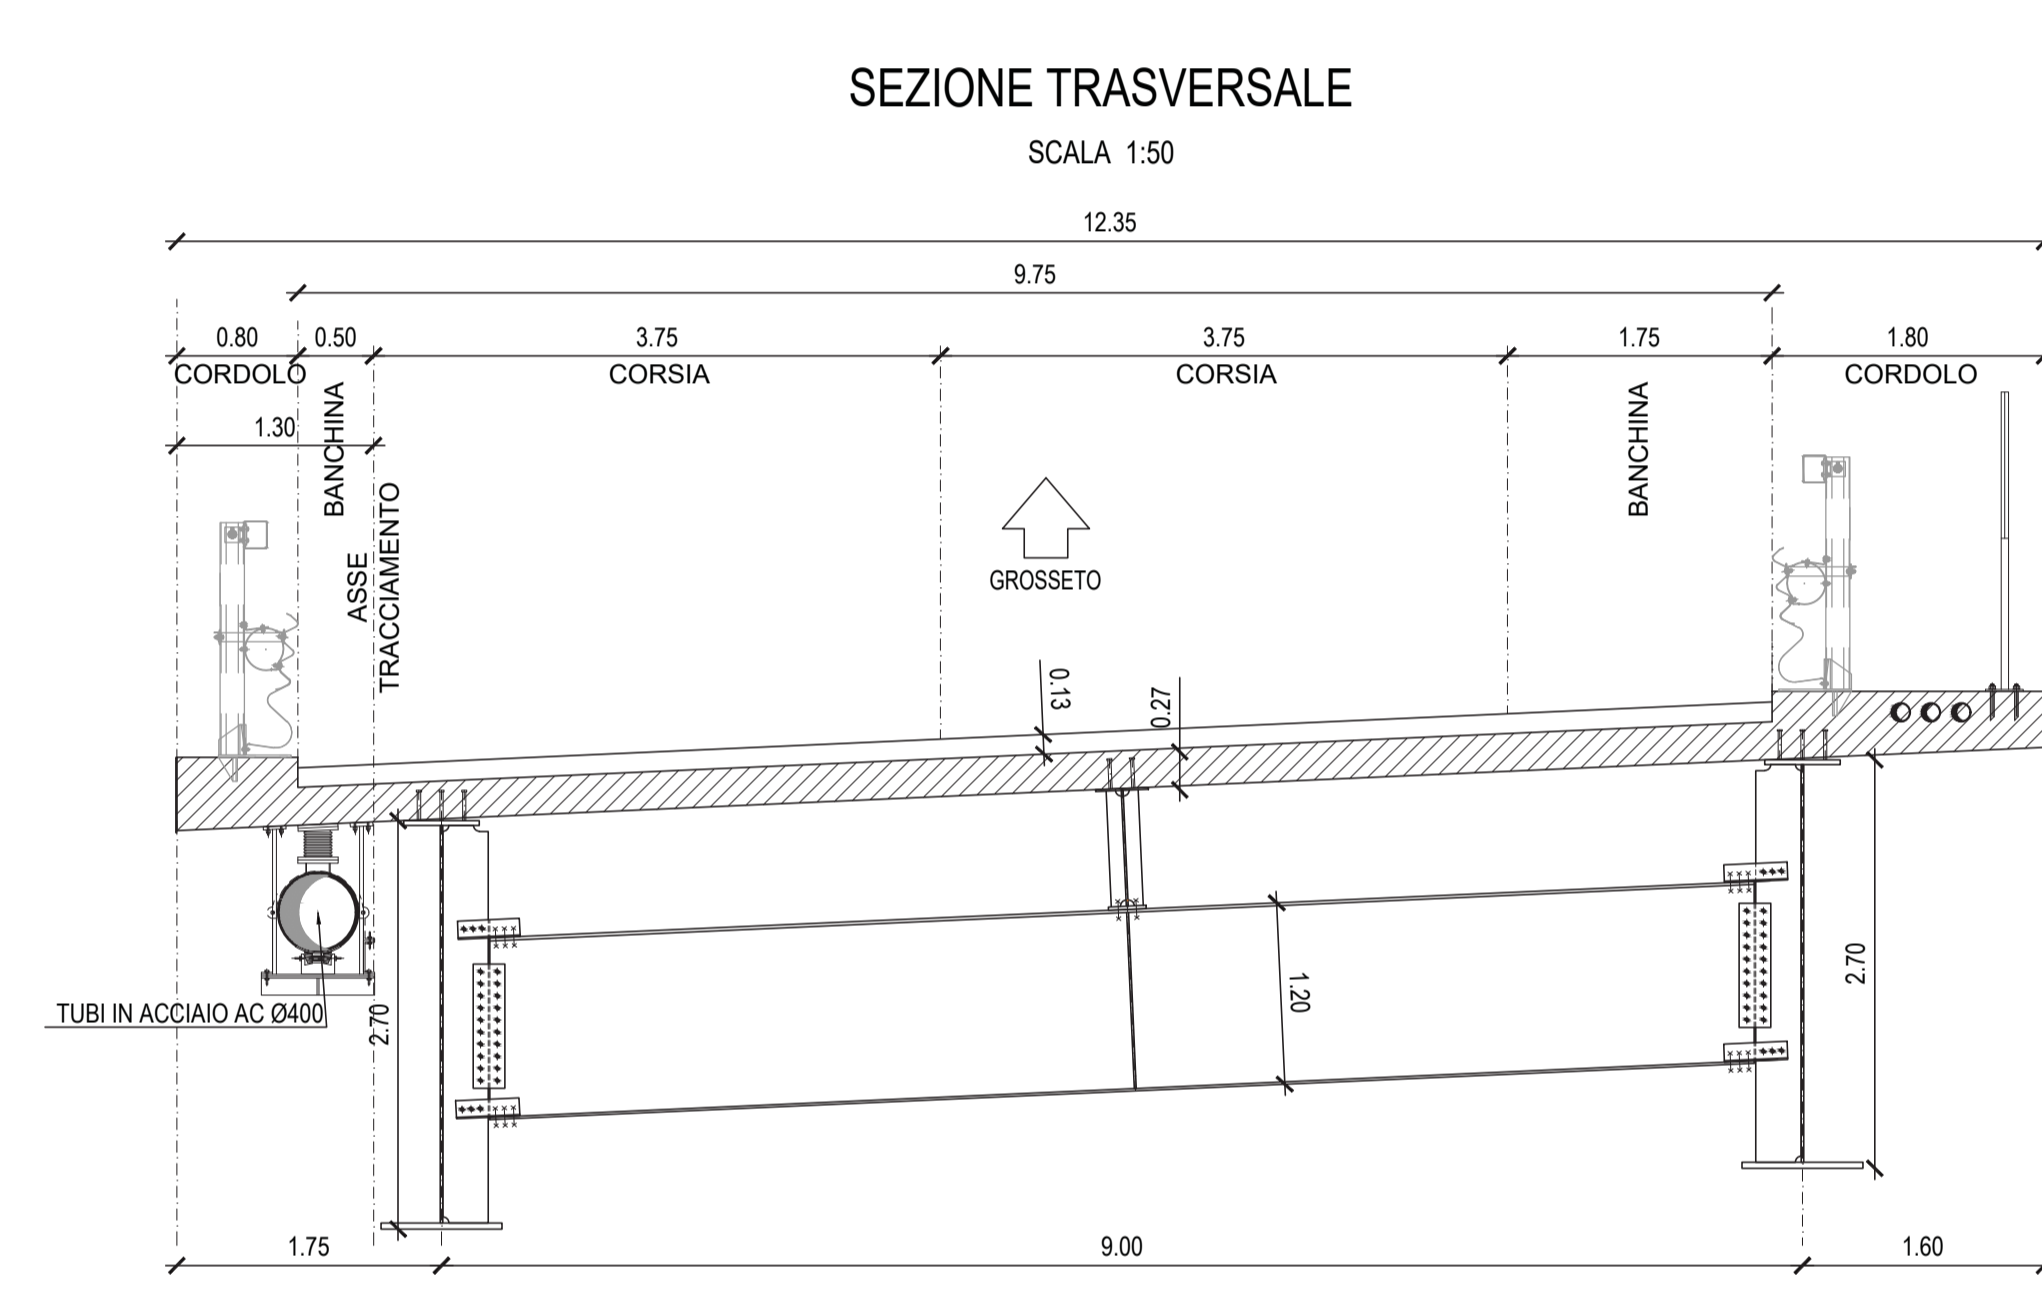 SEZIONE TRASVERSALE
SCALA 1:50
12.35
9.75
0.80 0.50 3.75 3.75 1.75 1.80
CORDOLO CORSIA CORSIA CORDOLO
BANCHINA
BANCHINA
1.30
ASSE
TRACCIAMENTO
GROSSETO
0.13
0.27
1.20
2.70
2.70
TUBI IN ACCIAIO AC Ø400
1.75 9.00 1.60